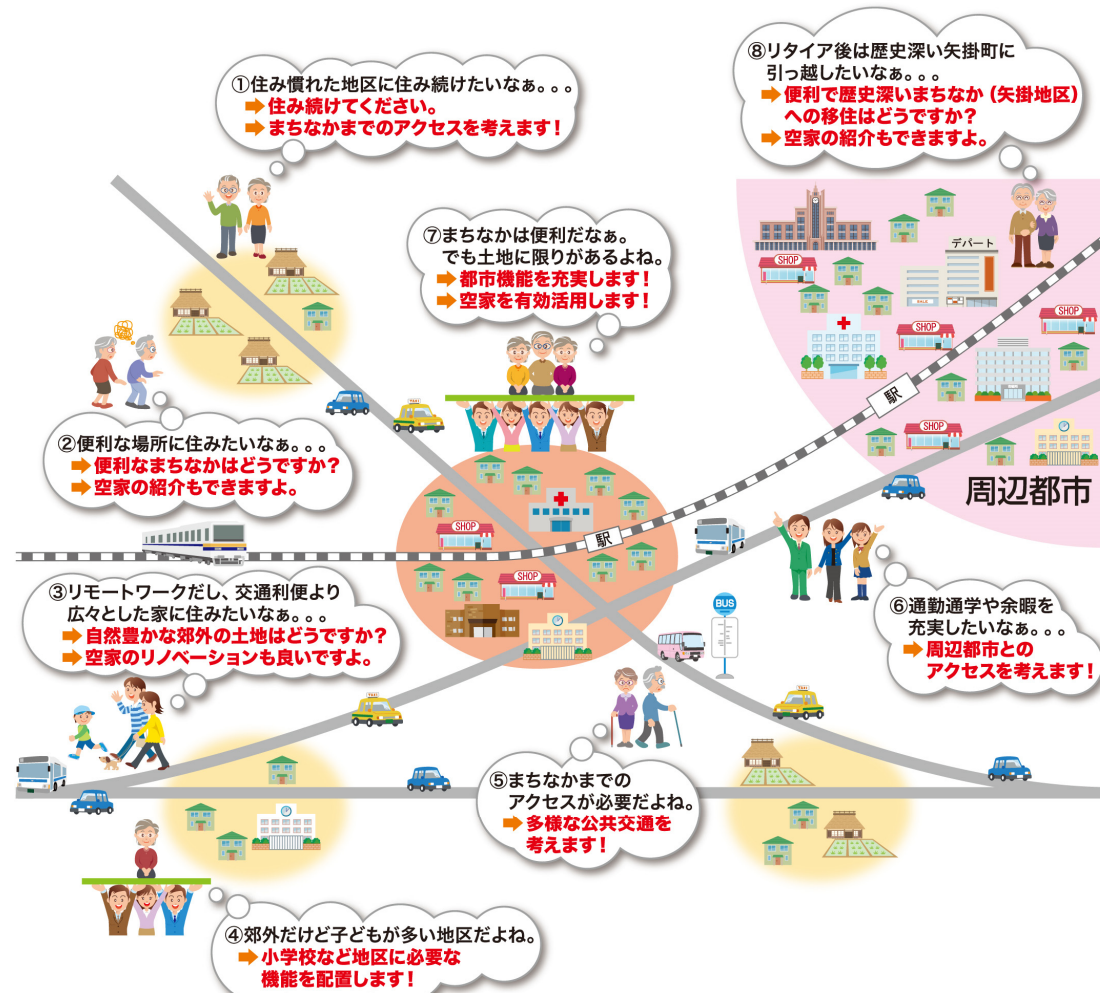 ①住み慣れた地区に住み続けたいなぁ。。。
➡住み続けてください。
➡まちなかまでのアクセスを考えます!
⑧リタイア後は歴史深い矢掛町に
引っ越したいなぁ。。。
➡便利で歴史深いまちなか(矢掛地区)
への移住はどうですか?
➡空家の紹介もできますよ。
⑦まちなかは便利だなぁ。
でも土地に限りがあるよね。
➡都市機能を充実します!
➡空家を有効活用します!
デパート
SHOP
SALE
SHOP
SHOP
駅
SHOP
周辺都市
TAXI
②便利な場所に住みたいなぁ。。。
➡便利なまちなかはどうですか?
➡空家の紹介もできますよ。
SHOP
駅
SHOP
③リモートワークだし、交通利便より
広々とした家に住みたいなぁ。。。
➡自然豊かな郊外の土地はどうですか?
➡空家のリノベーションも良いですよ。
BUS
⑥通勤通学や余暇を
充実したいなぁ。。。
➡周辺都市との
アクセスを考えます!
TAXI
TAXI
⑤まちなかまでの
アクセスが必要だよね。
➡多様な公共交通を
考えます!
④郊外だけど子どもが多い地区だよね。
➡小学校など地区に必要な
機能を配置します!